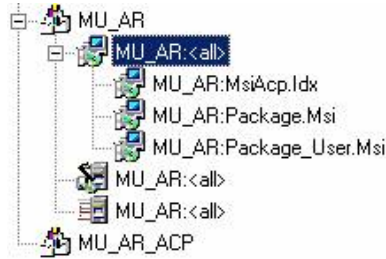 MU_AR
MU_AR:<all>
MU_AR:MsiAcp.Idx
MU_AR:Package.Msi
MU_AR:Package_User.Msi
MU_AR:<all>
MU_AR:<all>
MU_AR_ACP